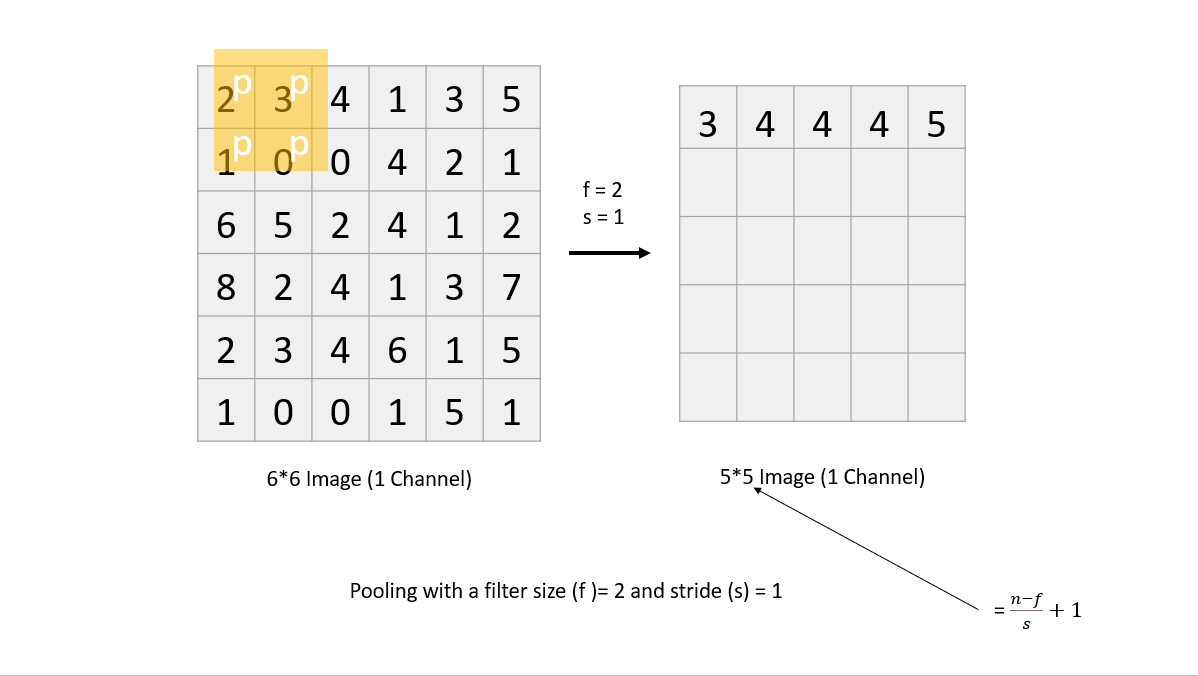 p p
2 3 4 1 3 5
p p
1 0 0 4 2 1
6 5 2 4 1 2
8 2 4 1 3 7
2 3 4 6 1 5
1 0 0 1 5 1
6*6 Image (1 Channel)
f = 2
s = 1
3 4 4 4 5
5*5 Image (1 Channel)
Pooling with a filter size (f )= 2 and stride (s) = 1
= n−f / s + 1